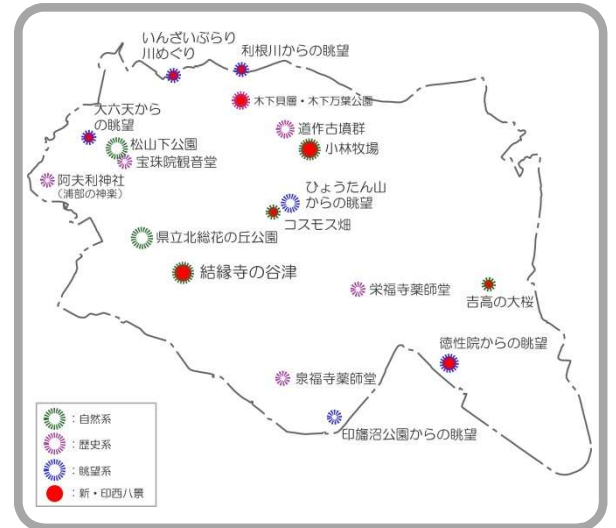 いんざいぶらり
川めぐり
利根川からの眺望
木下貝層・木下万葉公園
大六天から
の眺望
松山下公園
宝珠院観音堂
道作古墳群
小林牧場
阿夫利神社
(浦部の神楽)
ひょうたん山
からの眺望
コスモス畑
県立北総花の丘公園
結縁寺の谷津
栄福寺薬師堂
吉高の大桜
徳性院からの眺望
泉福寺薬師堂
印旛沼公園からの眺望
:自然系
:歴史系
:眺望系
:新・印西八景